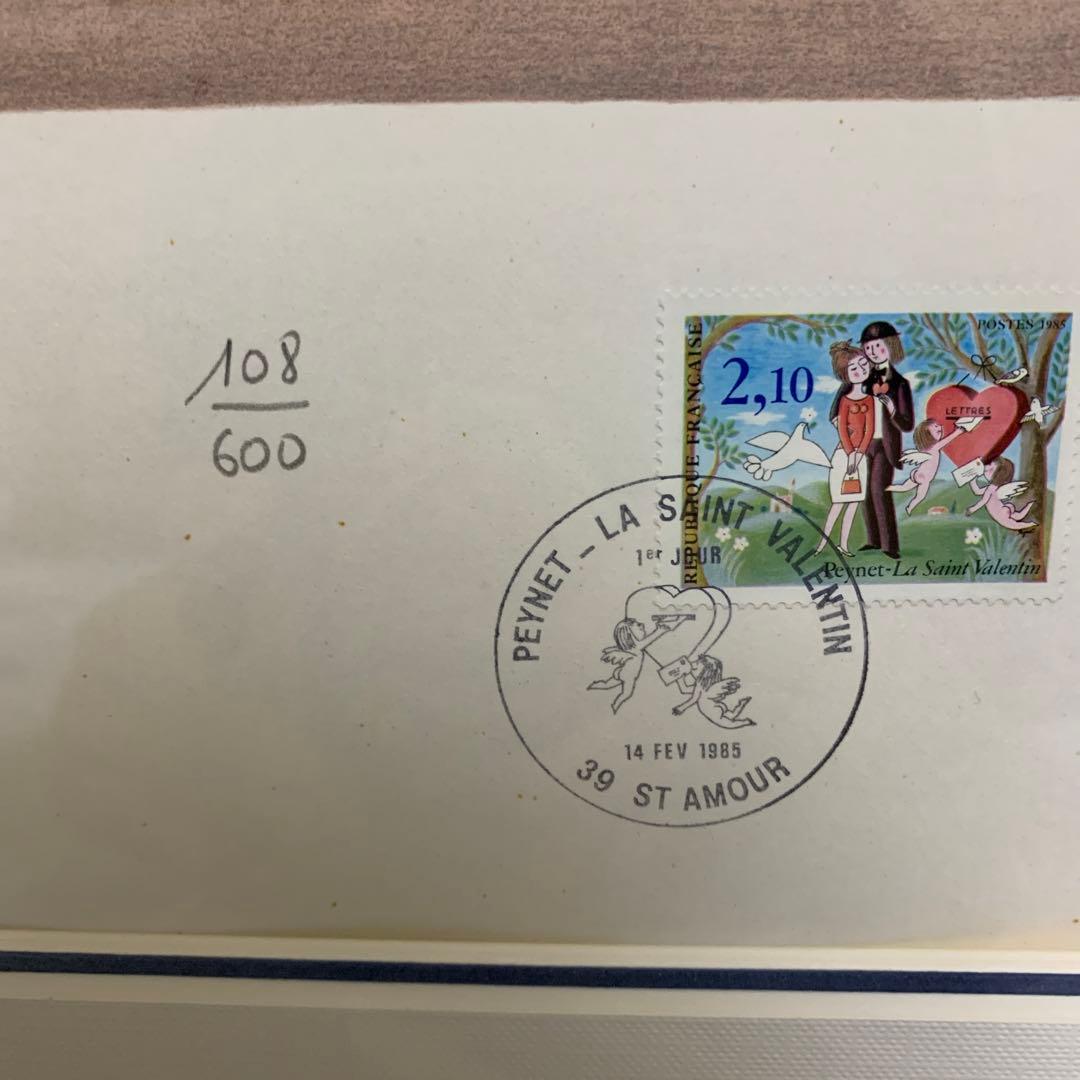 108
600
RÉPUBLIQUE FRANÇAISE
POSTES 1985
2,10
LETTRES
Peynet-La Saint Valentin
PEYNET - LA SAINT VALENTIN
1er JOUR
14 FEV 1985
39 ST AMOUR